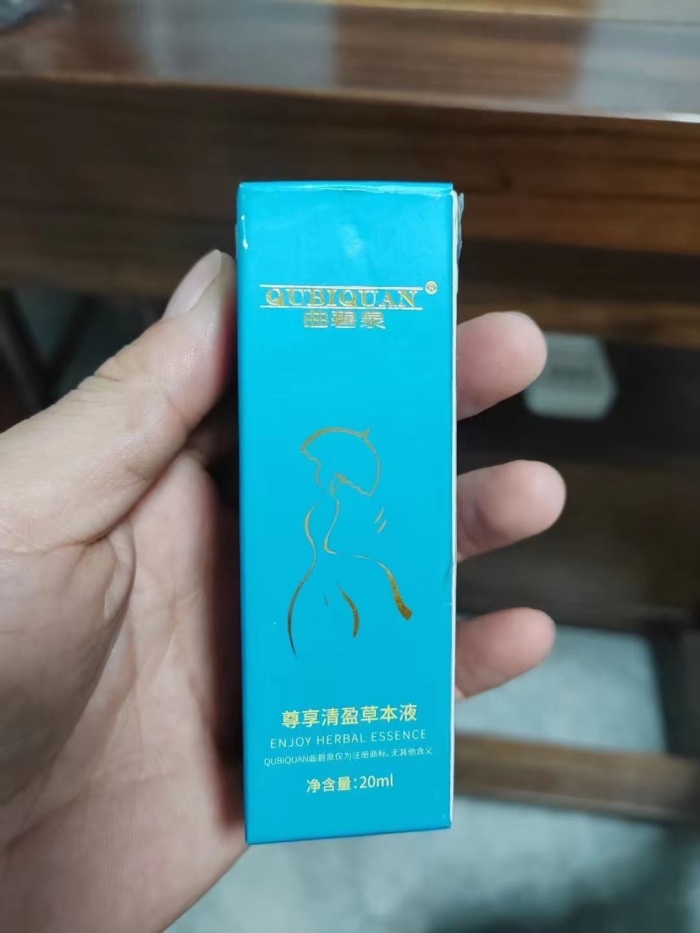 QUBIQUAN®
曲碧泉
尊享清盈草本液
ENJOY HERBAL ESSENCE
QUBIQUAN曲碧泉仅为注册商标,无其他含义
净含量:20ml